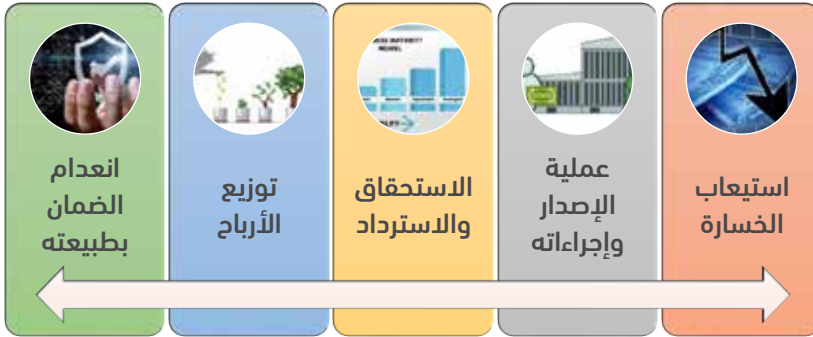 استيعاب
الخسارة
عملية
الإصدار
وإجراءاته
الاستحقاق
والاسترداد
توزيع
الأرباح
انعدام
الضمان
بطبيعته